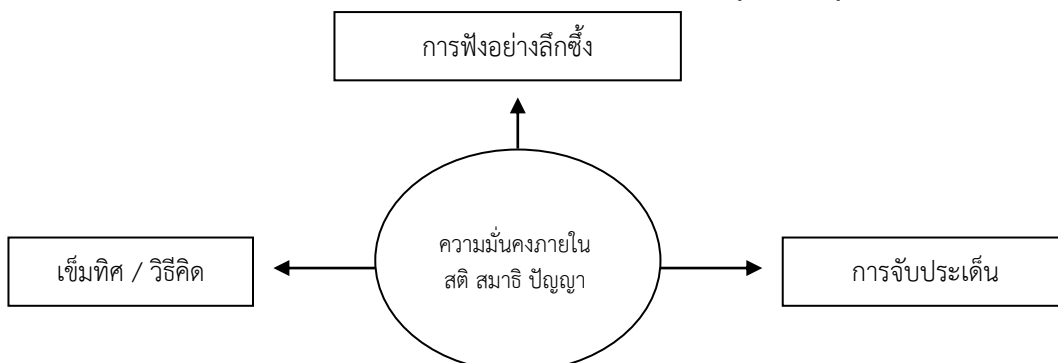 การฟังอย่างลึกซึ้ง
ความมั่นคงภายใน
สติ สมาธิ ปัญญา
เข็มทิศ / วิธีคิด
การจับประเด็น